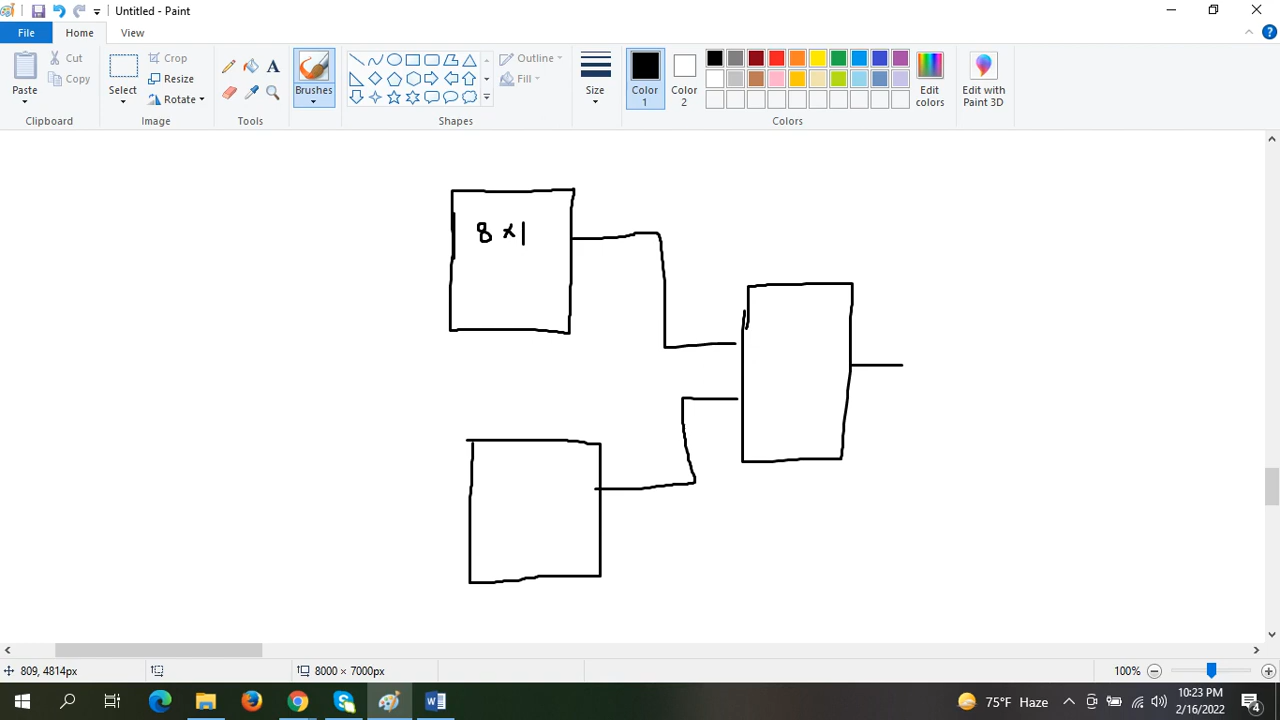 Untitled - Paint
File Home View
Paste
Cut
Copy
Clipboard
Select
Crop
Resize
Rotate
Image
A
Tools
Brushes
Shapes
Outline
Fill
Size
Color 1
Color 2
Colors
Edit colors
Edit with Paint 3D
8 × 1
809, 4814px
8000 × 7000px
100%
75°F Haze
10:23 PM
2/16/2022
4